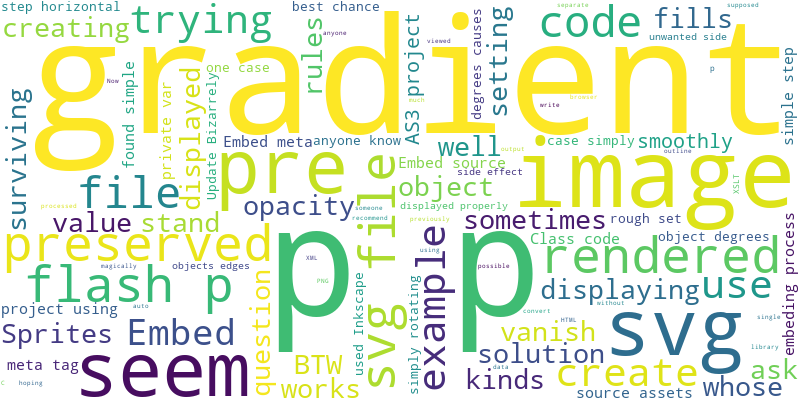 step horizontal
best chance
anyone
viewed
separate
supposed
creating
trying
rules
AS3 project
degrees causes
setting
code
fills
unwanted side
gradient
surviving
found simple
Now
private var
one case
displayed
Update Bizarrely
much
write
browser
p
simple step
Embed meta
anyone know
well
output
case simply
smoothly
outline
file
pre
Embed source
side effect
image
XSLT
object
displayed properly
value
stand
processed
opacity
someone
recommend
svg file
previously
sometimes
rough set
preserved
p
p
example
Class code
object degrees
rendered
embedding process
flash p
magically
objects edges
XML
PNG
used Inkscape
using
simply rotating
possible
displaying
use
without
project using
auto
question
convert
HTML
single
Sprites
Embed
vanish
svg
library
meta tag
seem
BTW
works
solution
data
kinds
create
ask
source assets
whose
C
hoping